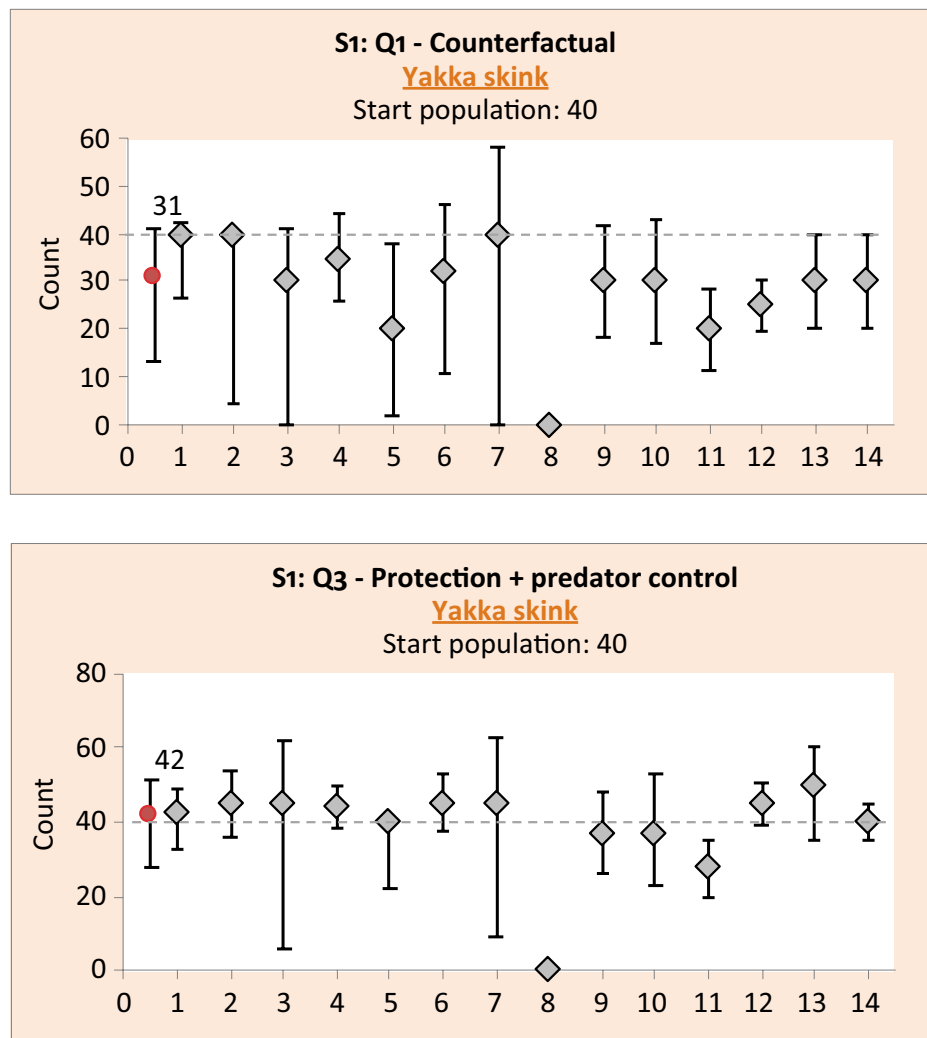 S1: Q1 - Counterfactual
Yakka skink
Start population: 40
60
50
31
40
Count
30
20
10
0
0 1 2 3 4 5 6 7 8 9 10 11 12 13 14
S1: Q3 - Protection + predator control
Yakka skink
Start population: 40
80
60
42
Count
40
20
0
0 1 2 3 4 5 6 7 8 9 10 11 12 13 14